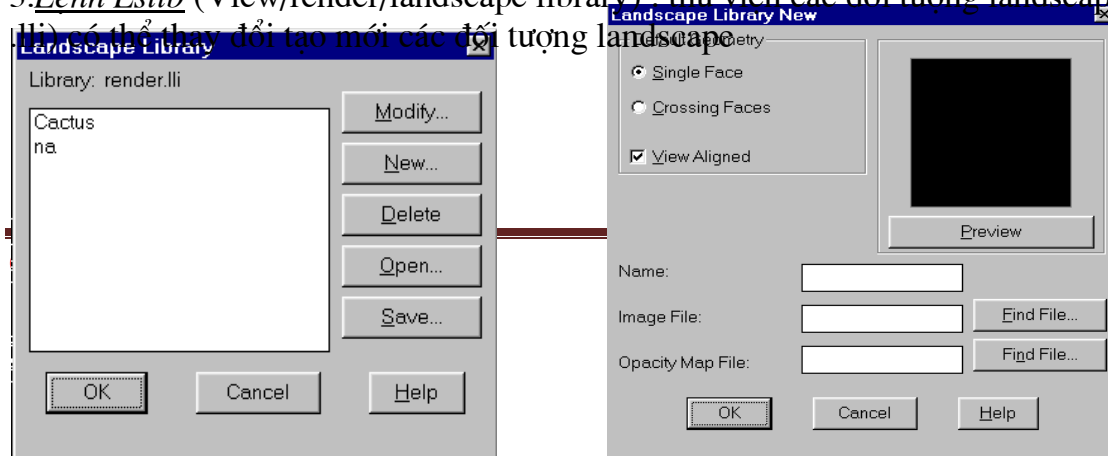 3.Lệnh Lslib (View/render/landscape library) : thư viện các đối tượng landscap
.lli) có thể thay đổi tạo mới các đối tượng landscape
Landscape Library
Library: render.lli
Cactus
na
Modify...
New...
Delete
Open...
Save...
OK
Cancel
Help
Landscape Library New
Default Geometry
Single Face
Crossing Faces
View Aligned
Preview
Name:
Image File:
Find File...
Opacity Map File:
Find File...
OK
Cancel
Help